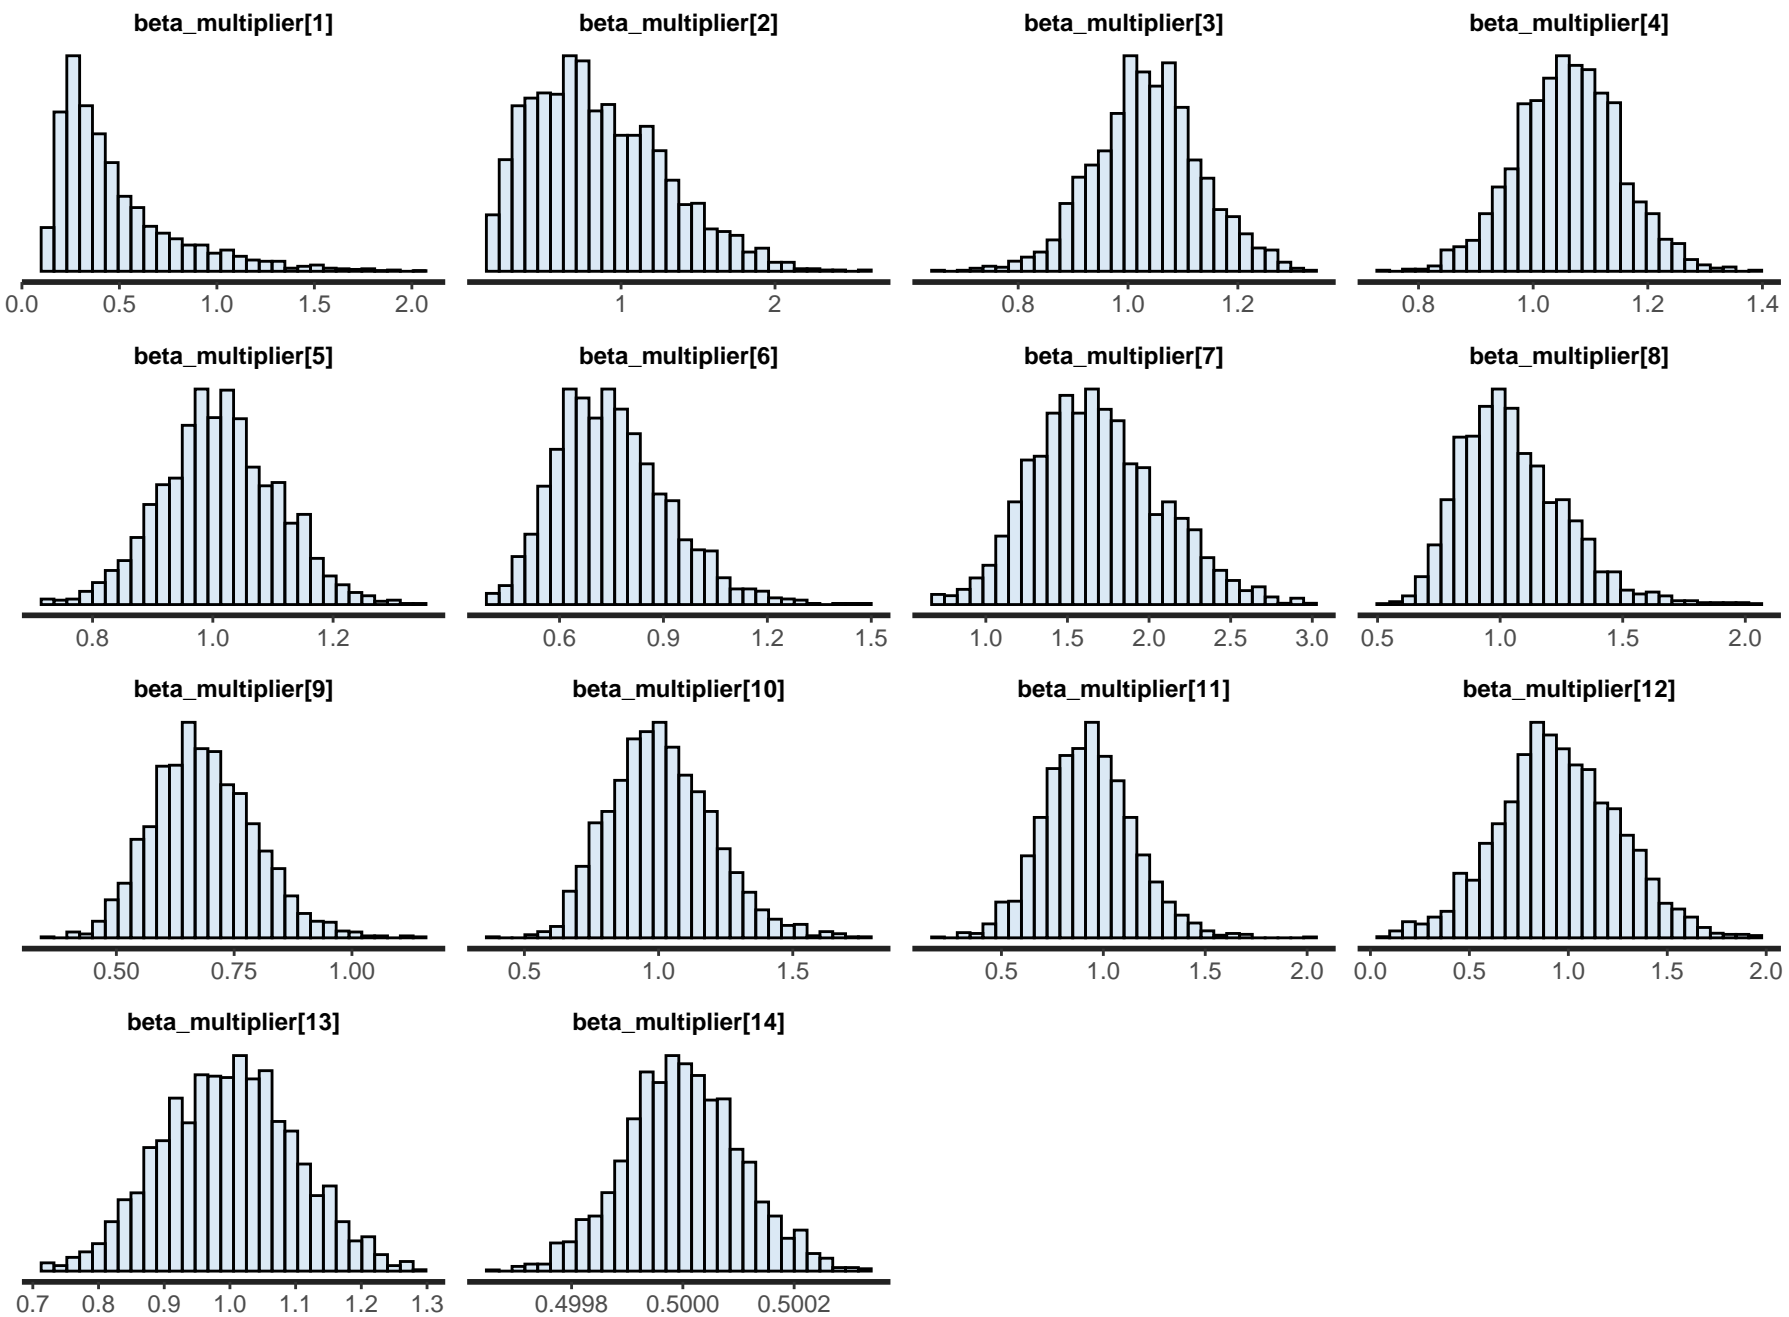 beta_multiplier[1] beta_multiplier[2] beta_multiplier[3] beta_multiplier[4]
0.0 0.5 1.0 1.5 2.0 1 2 0.8 1.0 1.2 0.8 1.0 1.2 1.4
beta_multiplier[5] beta_multiplier[6] beta_multiplier[7] beta_multiplier[8]
0.8 1.0 1.2 0.6 0.9 1.2 1.5 1.0 1.5 2.0 2.5 3.0 0.5 1.0 1.5 2.0
beta_multiplier[9] beta_multiplier[10] beta_multiplier[11] beta_multiplier[12]
0.50 0.75 1.00 0.5 1.0 1.5 0.5 1.0 1.5 2.0 0.0 0.5 1.0 1.5 2.0
beta_multiplier[13] beta_multiplier[14]
0.7 0.8 0.9 1.0 1.1 1.2 1.3 0.4998 0.5000 0.5002